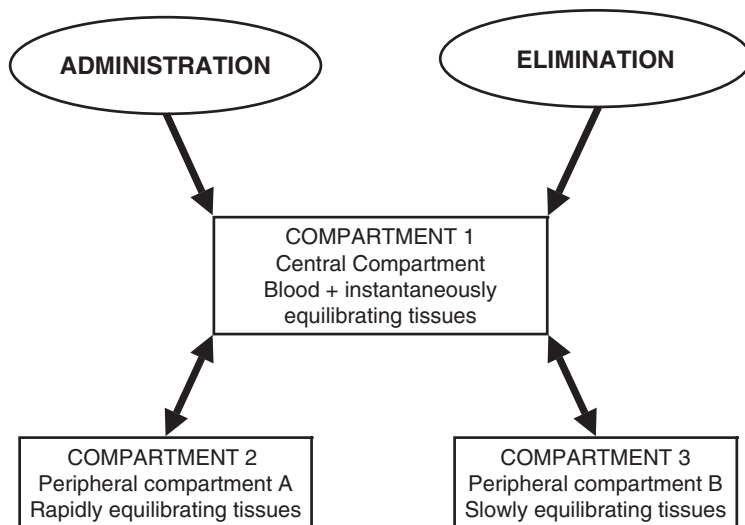 ADMINISTRATION
ELIMINATION
COMPARTMENT 1
Central Compartment
Blood + instantaneously
equilibrating tissues
COMPARTMENT 2
Peripheral compartment A
Rapidly equilibrating tissues
COMPARTMENT 3
Peripheral compartment B
Slowly equilibrating tissues